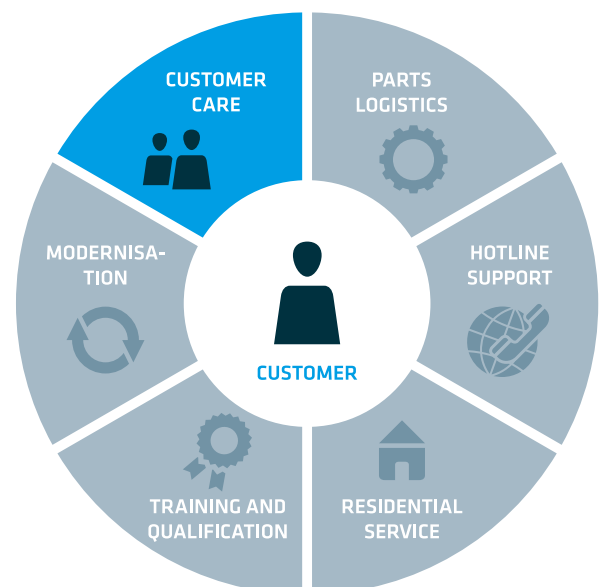 CUSTOMER
CARE
PARTS
LOGISTICS
MODERNISA-
TION
HOTLINE
SUPPORT
CUSTOMER
TRAINING AND
QUALIFICATION
RESIDENTIAL
SERVICE